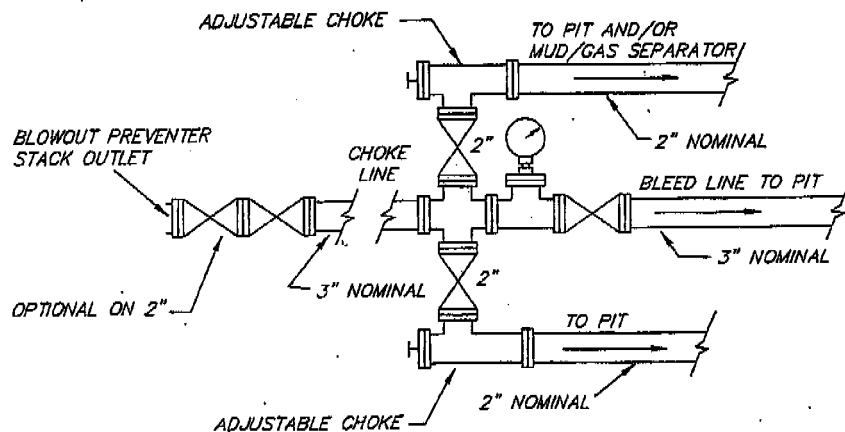 ADJUSTABLE CHOKE
TO PIT AND/OR
MUD/GAS SEPARATOR
2" NOMINAL
BLOWOUT PREVENTER
STACK OUTLET
CHOKE
LINE
2"
BLEED LINE TO PIT
3" NOMINAL
OPTIONAL ON 2"
3" NOMINAL
2"
TO PIT
2" NOMINAL
ADJUSTABLE CHOKE